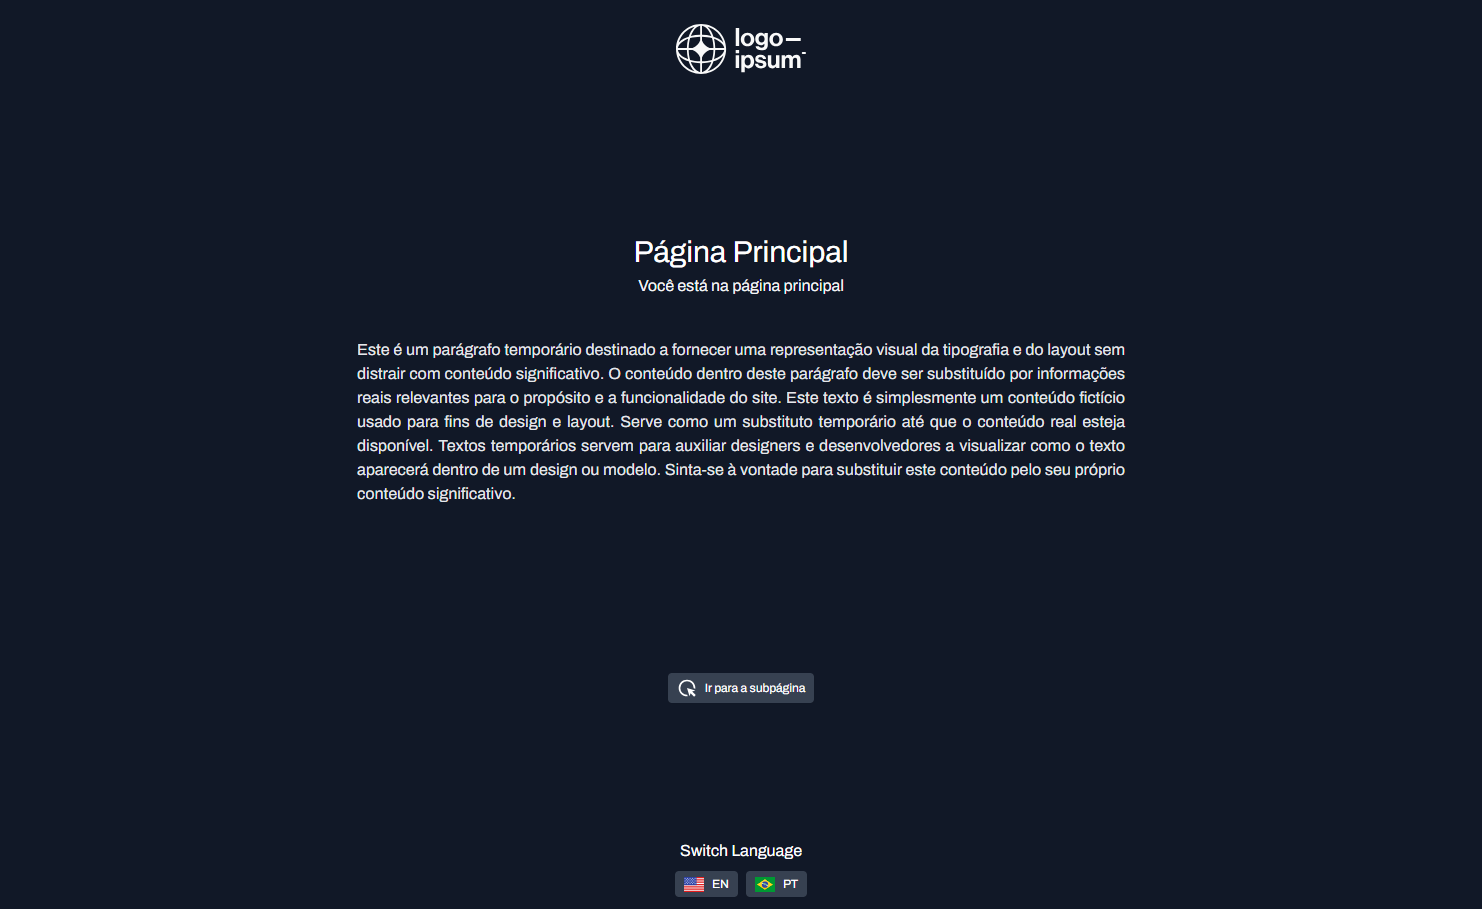 logo
ipsum
Página Principal
Você está na página principal
Este é um parágrafo temporário destinado a fornecer uma representação visual da tipografia e do layout sem
distrair com conteúdo significativo. O conteúdo dentro deste parágrafo deve ser substituído por informações
reais relevantes para o propósito e a funcionalidade do site. Este texto é simplesmente um conteúdo fictício
usado para fins de design e layout. Serve como um substituto temporário até que o conteúdo real esteja
disponível. Textos temporários servem para auxiliar designers e desenvolvedores a visualizar como o texto
aparecerá dentro de um design ou modelo. Sinta-se à vontade para substituir este conteúdo pelo seu próprio
conteúdo significativo.
Ir para a subpágina
Switch Language
EN PT